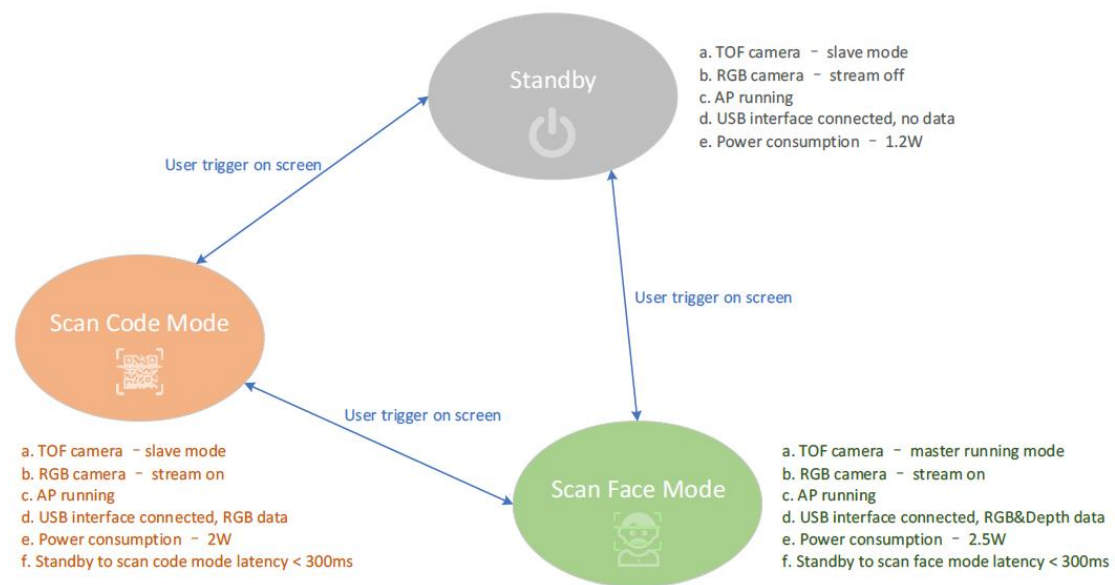 Standby
a. TOF camera – slave mode
b. RGB camera – stream off
c. AP running
d. USB interface connected, no data
e. Power consumption – 1.2W
User trigger on screen
User trigger on screen
Scan Code Mode
User trigger on screen
a. TOF camera – slave mode
b. RGB camera – stream on
c. AP running
d. USB interface connected, RGB data
e. Power consumption – 2W
f. Standby to scan code mode latency < 300ms
Scan Face Mode
a. TOF camera – master running mode
b. RGB camera – stream on
c. AP running
d. USB interface connected, RGB&Depth data
e. Power consumption – 2.5W
f. Standby to scan face mode latency < 300ms